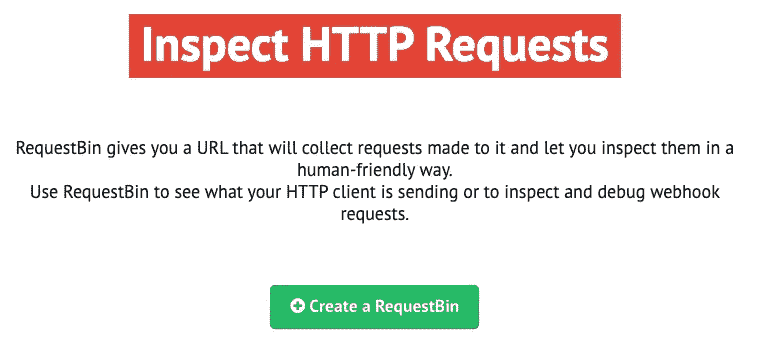 Inspect HTTP Requests
RequestBin gives you a URL that will collect requests made to it and let you inspect them in a
human-friendly way.
Use RequestBin to see what your HTTP client is sending or to inspect and debug webhook
requests.
Create a RequestBin